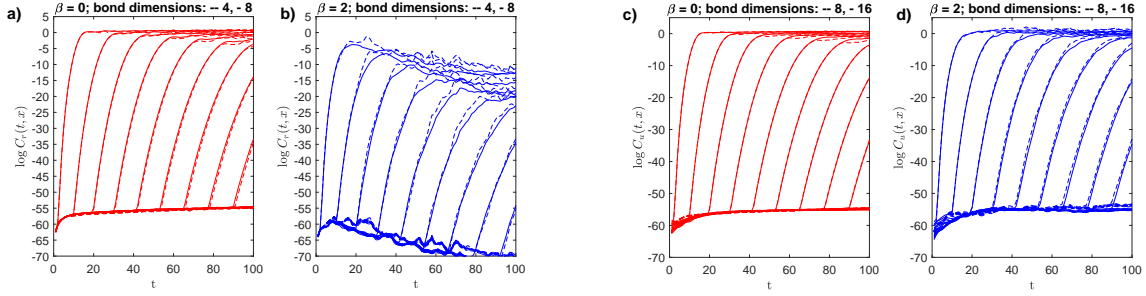 a)
β = 0; bond dimensions: -- 4, - 8
log C_r(t, x)
5
0
-5
-10
-15
-20
-25
-30
-35
-40
-45
-50
-55
-60
-65
-70
0 20 40 60 80 100
t
b)
β = 2; bond dimensions: -- 4, - 8
log C_r(t, x)
5
0
-5
-10
-15
-20
-25
-30
-35
-40
-45
-50
-55
-60
-65
-70
0 20 40 60 80 100
t
c)
β = 0; bond dimensions: -- 8, - 16
log C_u(t, x)
0
-10
-20
-30
-40
-50
-60
-70
0 20 40 60 80 100
t
d)
β = 2; bond dimensions: -- 8, - 16
log C_u(t, x)
0
-10
-20
-30
-40
-50
-60
-70
0 20 40 60 80 100
t